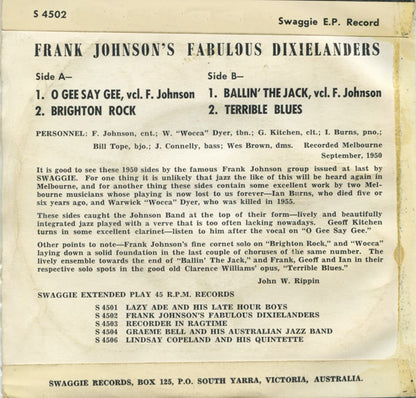 S 4502 Swaggie E.P. Record
FRANK JOHNSON'S FABULOUS DIXIELANDERS
Side A—
1. O GEE SAY GEE, vcl. F. Johnson
2. BRIGHTON ROCK
Side B—
1. BALLIN' THE JACK, vcl. F. Johnson
2. TERRIBLE BLUES
PERSONNEL: F. Johnson, cnt.; W. "Wocca" Dyer, tbn.; G. Kitchen, clt.; I. Burns, pno.;
Bill Tope, bjo.; J. Connelly, bass; Wes Brown, dms. Recorded Melbourne
September, 1950
It is good to see these 1950 sides by the famous Frank Johnson group issued at last by
SWAGGIE. For one thing it is unlikely that jazz the like of this will be heard again in
Melbourne, and for another thing these sides contain some excellent work by two Mel-
bourne musicians whose playing is now lost to us forever—Ian Burns, who died five or
six years ago, and Warwick "Wocca" Dyer, who was killed in 1955.
These sides caught the Johnson Band at the top of their form—lively and beautifully
integrated jazz played with a verve that is too often lacking nowadays. Geoff Kitchen
turns in some excellent clarinet—listen to him after the vocal on "O Gee Say Gee."
Other points to note—Frank Johnson's fine cornet solo on "Brighton Rock," and "Wocca"
laying down a solid foundation in the last couple of choruses of the same number. The
lively ensemble towards the end of "Ballin' The Jack," and Frank, Geoff and Ian in their
respective solo spots in the good old Clarence Williams' opus, "Terrible Blues."
John W. Rippin
SWAGGIE EXTENDED PLAY 45 R.P.M. RECORDS
S 4501 LAZY ADE AND HIS LATE HOUR BOYS
S 4502 FRANK JOHNSON'S FABULOUS DIXIELANDERS
S 4503 RECORDER IN RAGTIME
S 4504 GRAEME BELL AND HIS AUSTRALIAN JAZZ BAND
S 4506 LINDSAY COPELAND AND HIS QUINTETTE
SWAGGIE RECORDS, BOX 125, P.O. SOUTH YARRA, VICTORIA, AUSTRALIA.